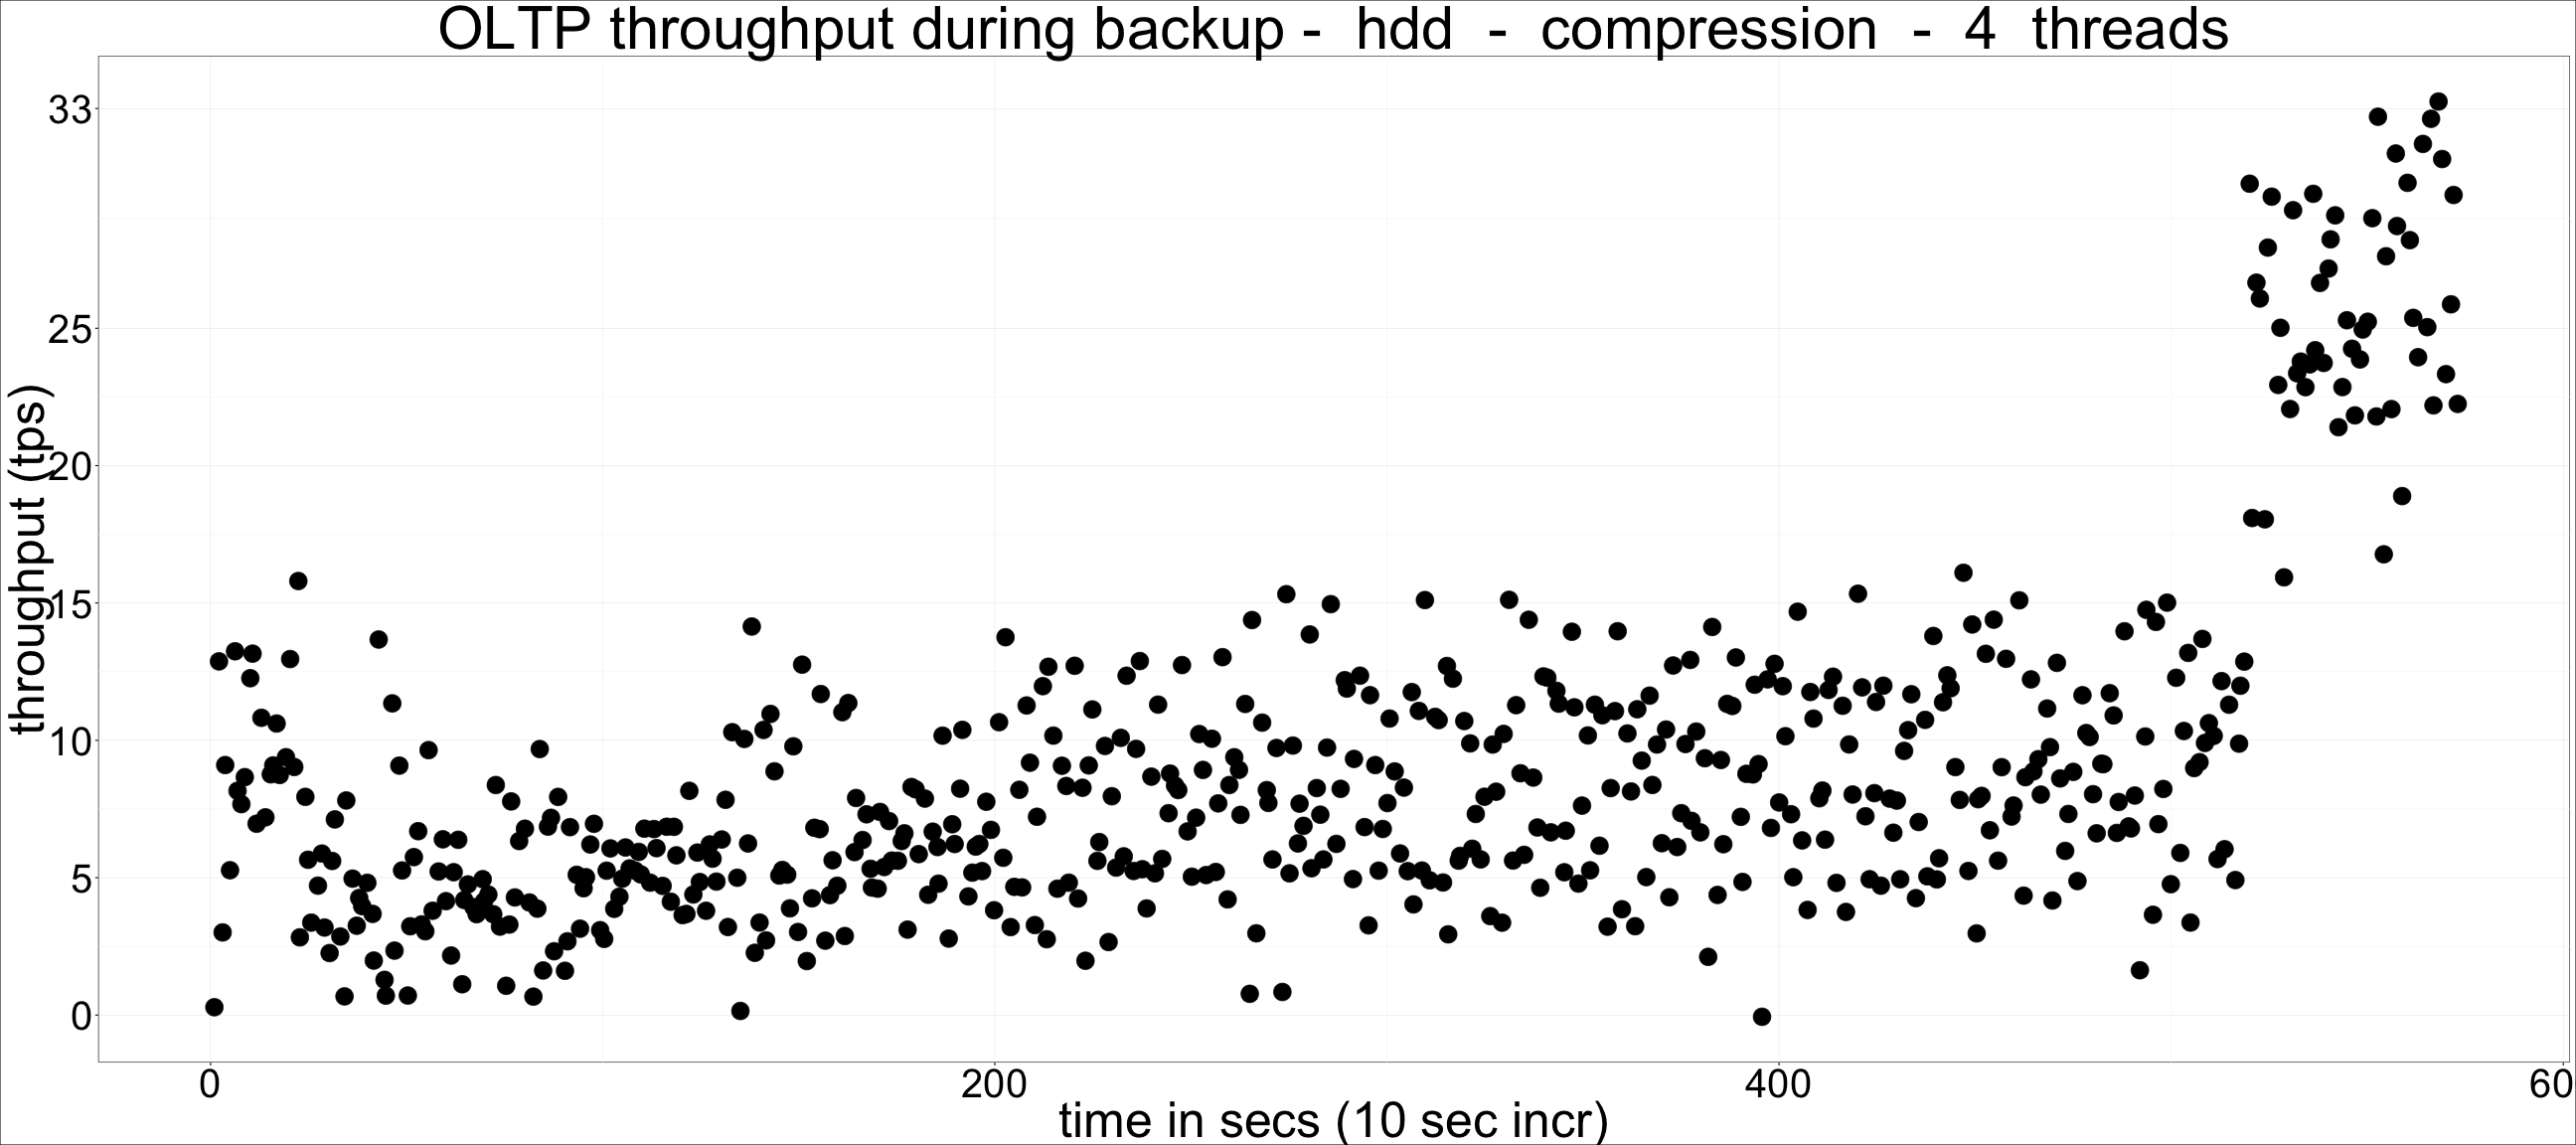 OLTP throughput during backup - hdd - compression - 4 threads
throughput (tps)
33
25
20
15
10
5
0
0 200 400 60
time in secs (10 sec incr)